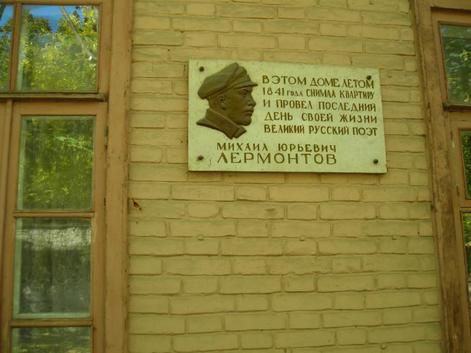 В ЭТОМ ДОМЕ ЛЕТОМ
1841 ГОДА СНИМАЛ КВАРТИРУ
И ПРОВЕЛ ПОСЛЕДНИЙ
ДЕНЬ СВОЕЙ ЖИЗНИ
ВЕЛИКИЙ РУССКИЙ ПОЭТ
МИХАИЛ ЮРЬЕВИЧ
ЛЕРМОНТОВ